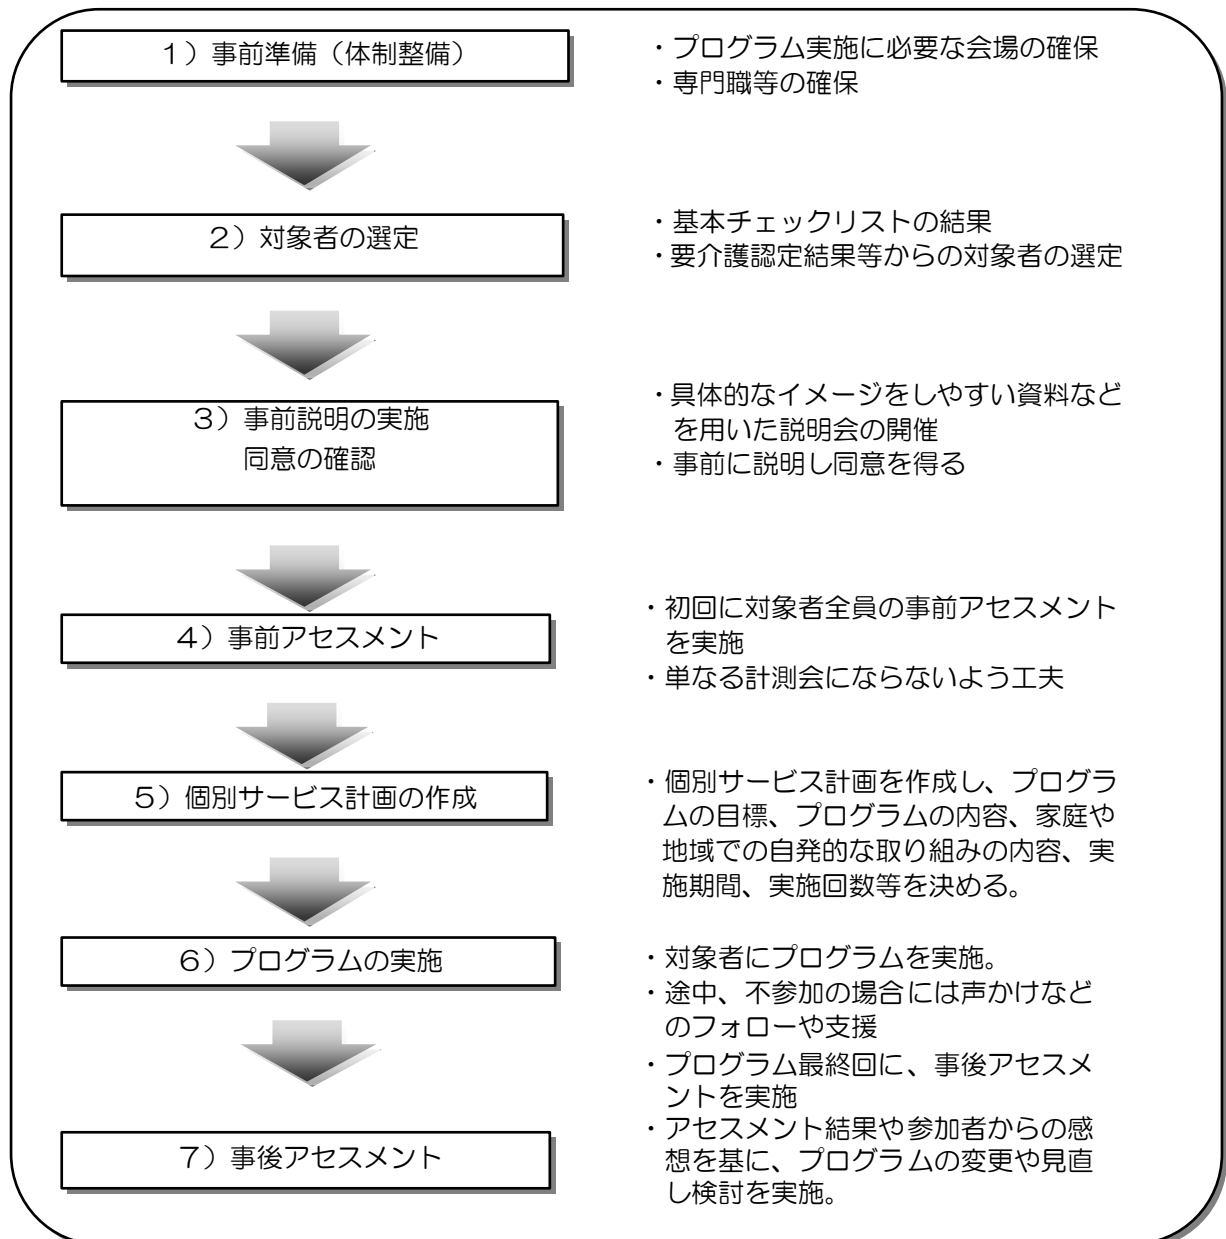 １）事前準備（体制整備）
・プログラム実施に必要な会場の確保
・専門職等の確保
２）対象者の選定
・基本チェックリストの結果
・要介護認定結果等からの対象者の選定
３）事前説明の実施
同意の確認
・具体的なイメージをしやすい資料など
を用いた説明会の開催
・事前に説明し同意を得る
４）事前アセスメント
・初回に対象者全員の事前アセスメント
を実施
・単なる計測会にならないよう工夫
５）個別サービス計画の作成
・個別サービス計画を作成し、プログラ
ムの目標、プログラムの内容、家庭や
地域での自発的な取り組みの内容、実
施期間、実施回数等を決める。
６）プログラムの実施
・対象者にプログラムを実施。
・途中、不参加の場合には声かけなど
のフォローや支援
７）事後アセスメント
・プログラム最終回に、事後アセスメ
ントを実施
・アセスメント結果や参加者からの感
想を基に、プログラムの変更や見直
し検討を実施。